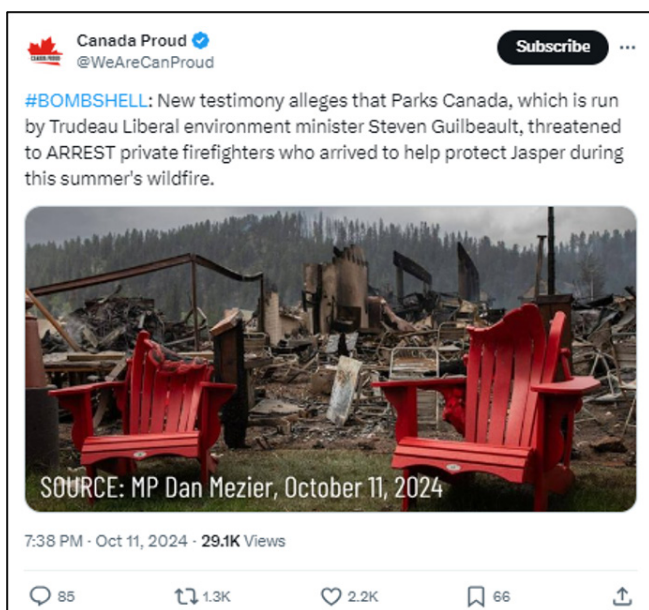 Canada Proud
@WeAreCanProud
Subscribe
#BOMBSHELL: New testimony alleges that Parks Canada, which is run
by Trudeau Liberal environment minister Steven Guilbeault, threatened
to ARREST private firefighters who arrived to help protect Jasper during
this summer's wildfire.
SOURCE: MP Dan Mezier, October 11, 2024
7:38 PM · Oct 11, 2024 · 29.1K Views
85 1.3K 2.2K 66